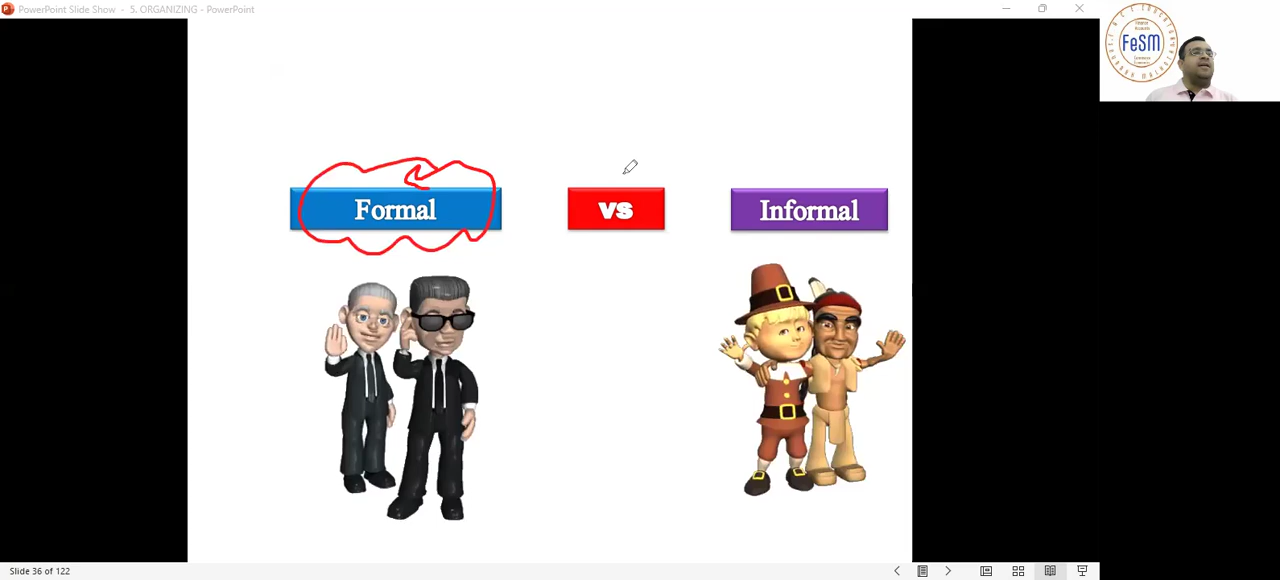 PowerPoint Slide Show - 5. ORGANIZING - PowerPoint
FeSM
Formal
vs
Informal
Slide 36 of 122